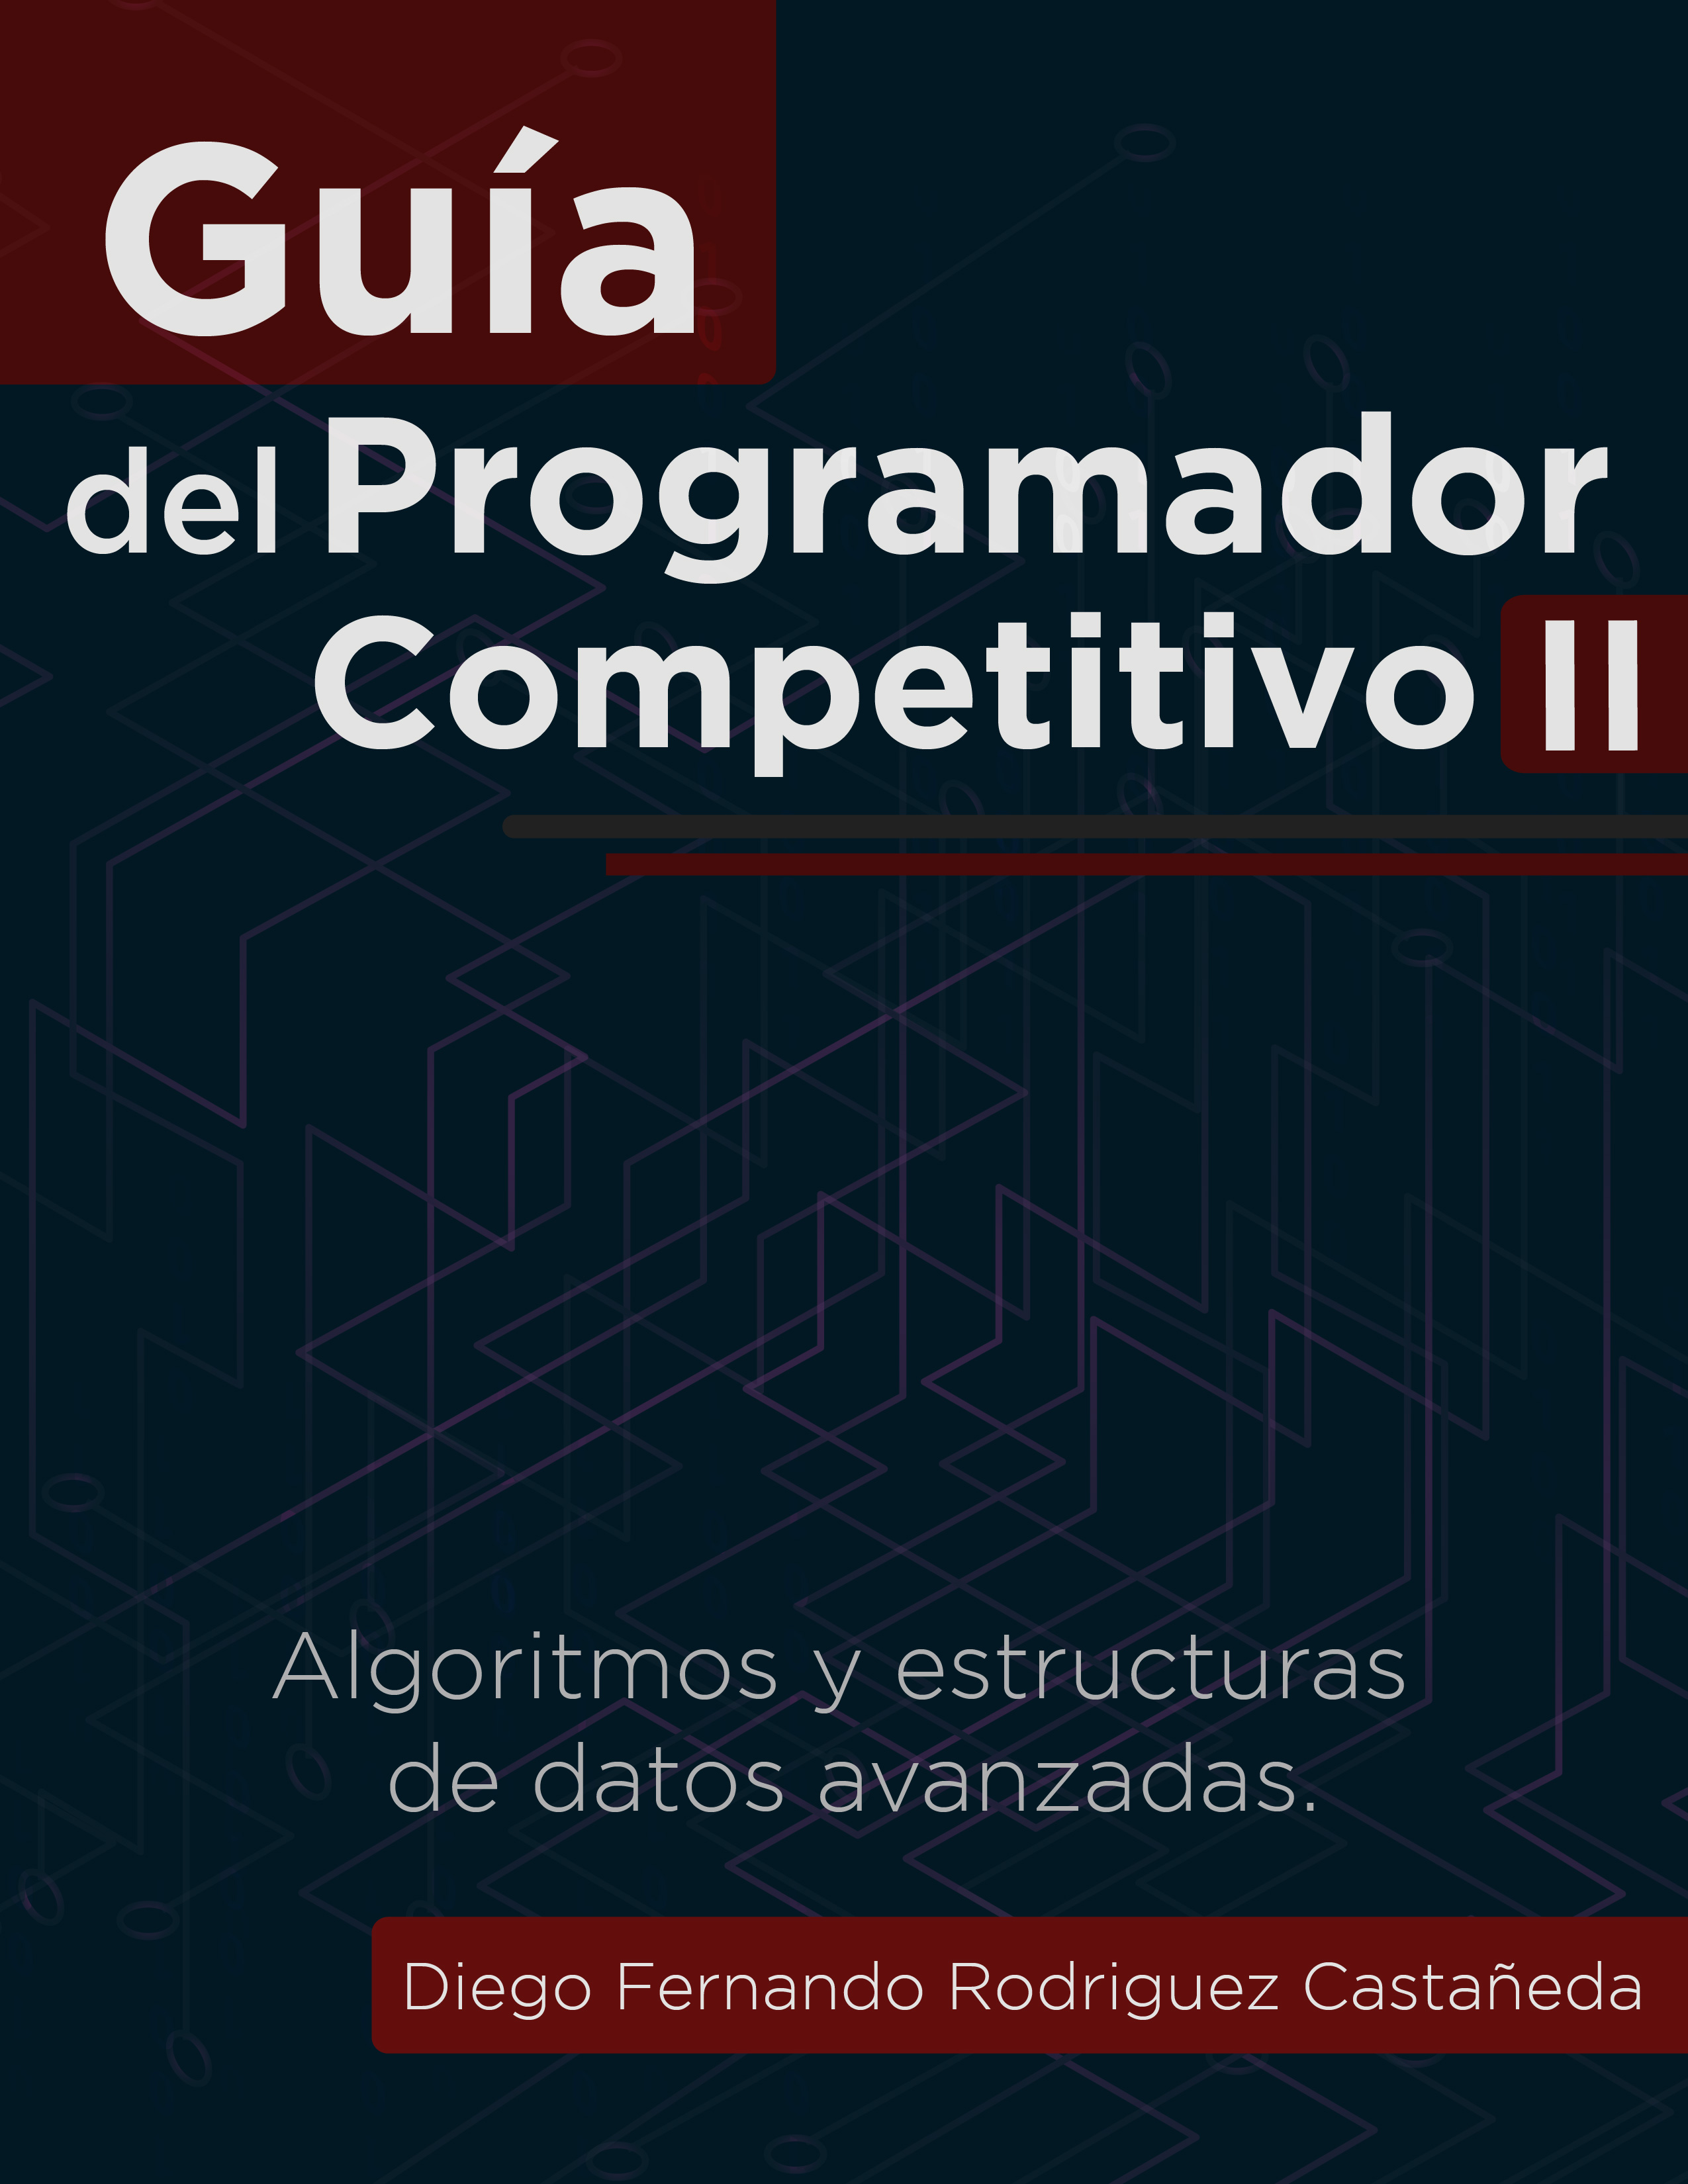 Guía
del Programador
Competitivo II
Algoritmos y estructuras
de datos avanzadas.
Diego Fernando Rodriguez Castañeda